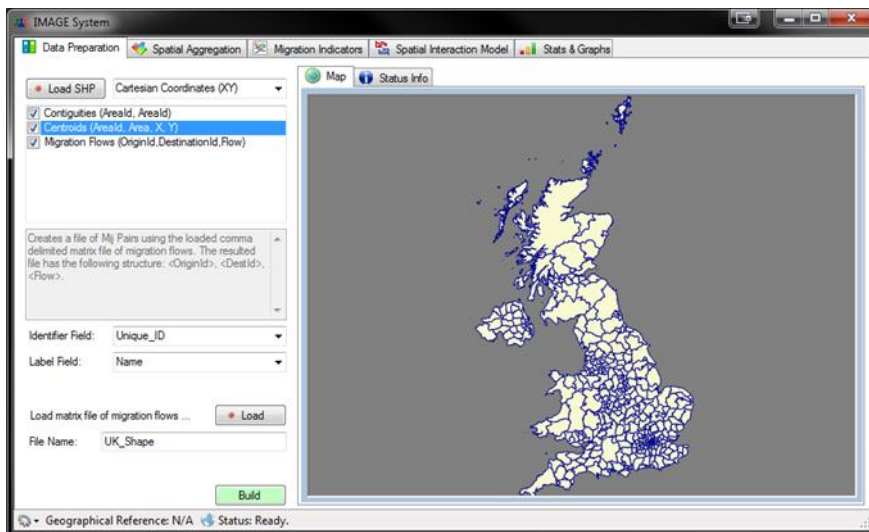 IMAGE System
Data Preparation Spatial Aggregation Migration Indicators Spatial Interaction Model Stats & Graphs
Load SHP Cartesian Coordinates (XY)
Map Status Info
Contiguities (AreaId, AreaId)
Centroids (AreaId, Area, X, Y)
Migration Flows (OriginId,DestinationId,Flow)
Creates a file of Mij Pairs using the loaded comma
delimited matrix file of migration flows. The resulted
file has the following structure: <OriginId>, <DestId>,
<Flow>.
Identifier Field: Unique_ID
Label Field: Name
Load matrix file of migration flows ... Load
File Name: UK_Shape
Build
Geographical Reference: N/A Status: Ready.